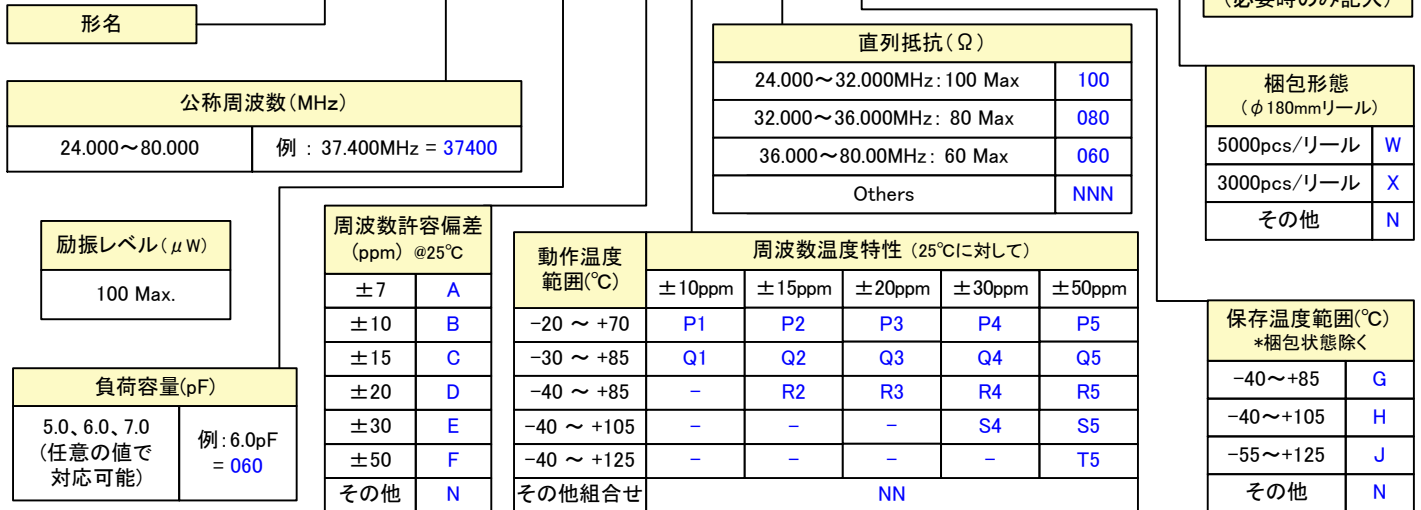 (必要時のみ記入)
形名
公称周波数(MHz)
24.000～80.000 例 : 37.400MHz = 37400
励振レベル(μW)
100 Max.
負荷容量(pF)
5.0、6.0、7.0
(任意の値で
対応可能)
例:6.0pF
= 060
周波数許容偏差
(ppm) @25℃
±7 A
±10 B
±15 C
±20 D
±30 E
±50 F
その他 N
直列抵抗(Ω)
24.000～32.000MHz:100 Max 100
32.000～36.000MHz: 80 Max 080
36.000～80.00MHz: 60 Max 060
Others NNN
動作温度
範囲(℃)
周波数温度特性 (25℃に対して)
±10ppm ±15ppm ±20ppm ±30ppm ±50ppm
-20 ～ +70 P1 P2 P3 P4 P5
-30 ～ +85 Q1 Q2 Q3 Q4 Q5
-40 ～ +85 - R2 R3 R4 R5
-40 ～ +105 - - - S4 S5
-40 ～ +125 - - - - T5
その他組合せ NN
梱包形態
(φ180mmリール)
5000pcs/リール W
3000pcs/リール X
その他 N
保存温度範囲(℃)
*梱包状態除く
-40～+85 G
-40～+105 H
-55～+125 J
その他 N